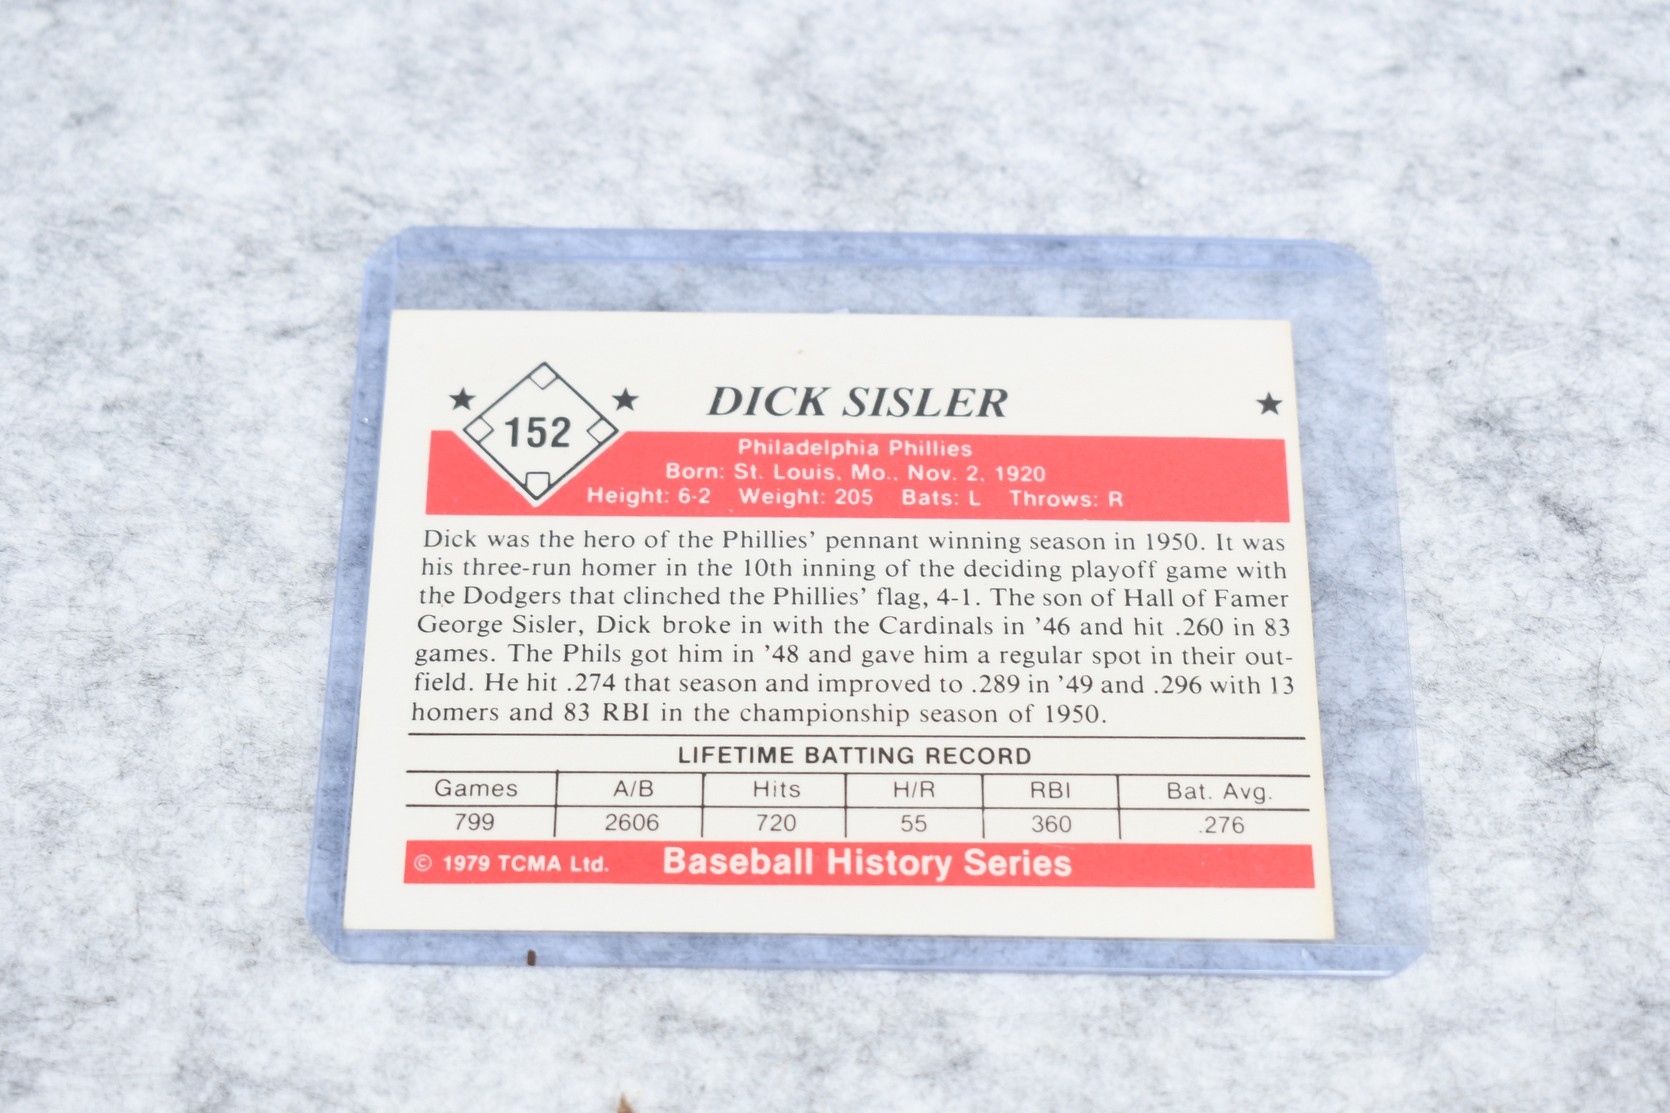 152
DICK SISLER
Philadelphia Phillies
Born: St. Louis, Mo., Nov. 2, 1920
Height: 6-2 Weight: 205 Bats: L Throws: R
Dick was the hero of the Phillies' pennant winning season in 1950. It was
his three-run homer in the 10th inning of the deciding playoff game with
the Dodgers that clinched the Phillies' flag, 4-1. The son of Hall of Famer
George Sisler, Dick broke in with the Cardinals in '46 and hit .260 in 83
games. The Phils got him in '48 and gave him a regular spot in their out-
field. He hit .274 that season and improved to .289 in '49 and .296 with 13
homers and 83 RBI in the championship season of 1950.
LIFETIME BATTING RECORD
Games A/B Hits H/R RBI Bat. Avg.
799 2606 720 55 360 .276
© 1979 TCMA Ltd. Baseball History Series